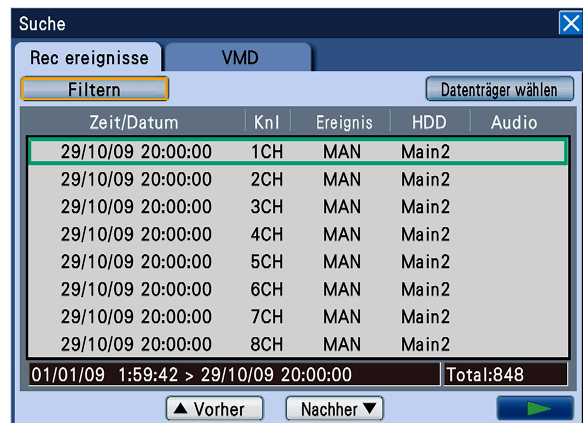 Suche
Rec ereignisse VMD
Filtern Datenträger wählen
Zeit/Datum Knl Ereignis HDD Audio
29/10/09 20:00:00 1CH MAN Main2
29/10/09 20:00:00 2CH MAN Main2
29/10/09 20:00:00 3CH MAN Main2
29/10/09 20:00:00 4CH MAN Main2
29/10/09 20:00:00 5CH MAN Main2
29/10/09 20:00:00 6CH MAN Main2
29/10/09 20:00:00 7CH MAN Main2
29/10/09 20:00:00 8CH MAN Main2
01/01/09 1:59:42 > 29/10/09 20:00:00 Total:848
▲ Vorher Nachher ▼